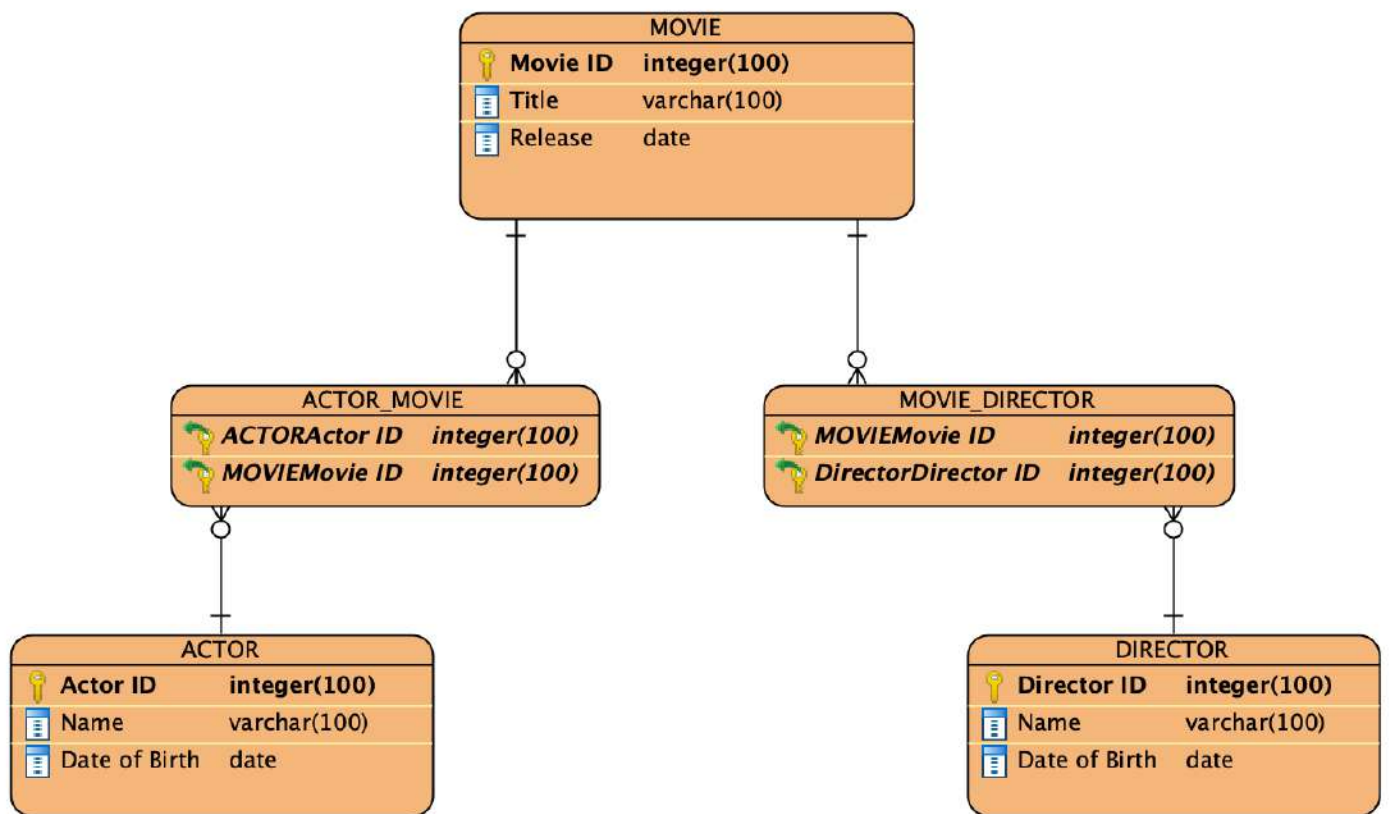 MOVIE
Movie ID integer(100)
Title varchar(100)
Release date
ACTOR_MOVIE
ACTORActor ID integer(100)
MOVIEMovie ID integer(100)
MOVIE_DIRECTOR
MOVIEMovie ID integer(100)
DirectorDirector ID integer(100)
ACTOR
Actor ID integer(100)
Name varchar(100)
Date of Birth date
DIRECTOR
Director ID integer(100)
Name varchar(100)
Date of Birth date